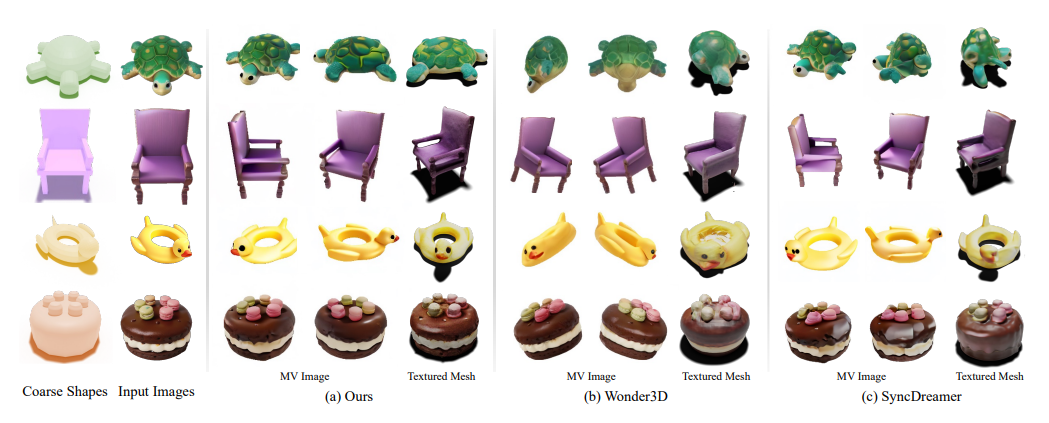 MV Image Textured Mesh MV Image Textured Mesh MV Image Textured Mesh
Coarse Shapes Input Images (a) Ours (b) Wonder3D (c) SyncDreamer